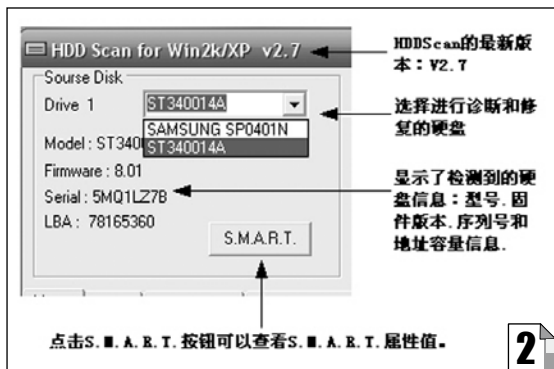 HDD Scan for Win2k/XP v2.7
Sourse Disk
Drive 1
ST340014A
SAMSUNG SP0401N
ST340014A
Model : ST340
Firmware : 8.01
Serial : 5MQ1LZ7B
LBA : 78165360
S.M.A.R.T.
HDDScan的最新版
本：V2.7
选择进行诊断和修
复的硬盘
显示了检测到的硬
盘信息：型号.固
件版本.序列号和
地址容量信息.
点击S.M.A.R.T.按钮可以查看S.M.A.R.T.属性值。
2